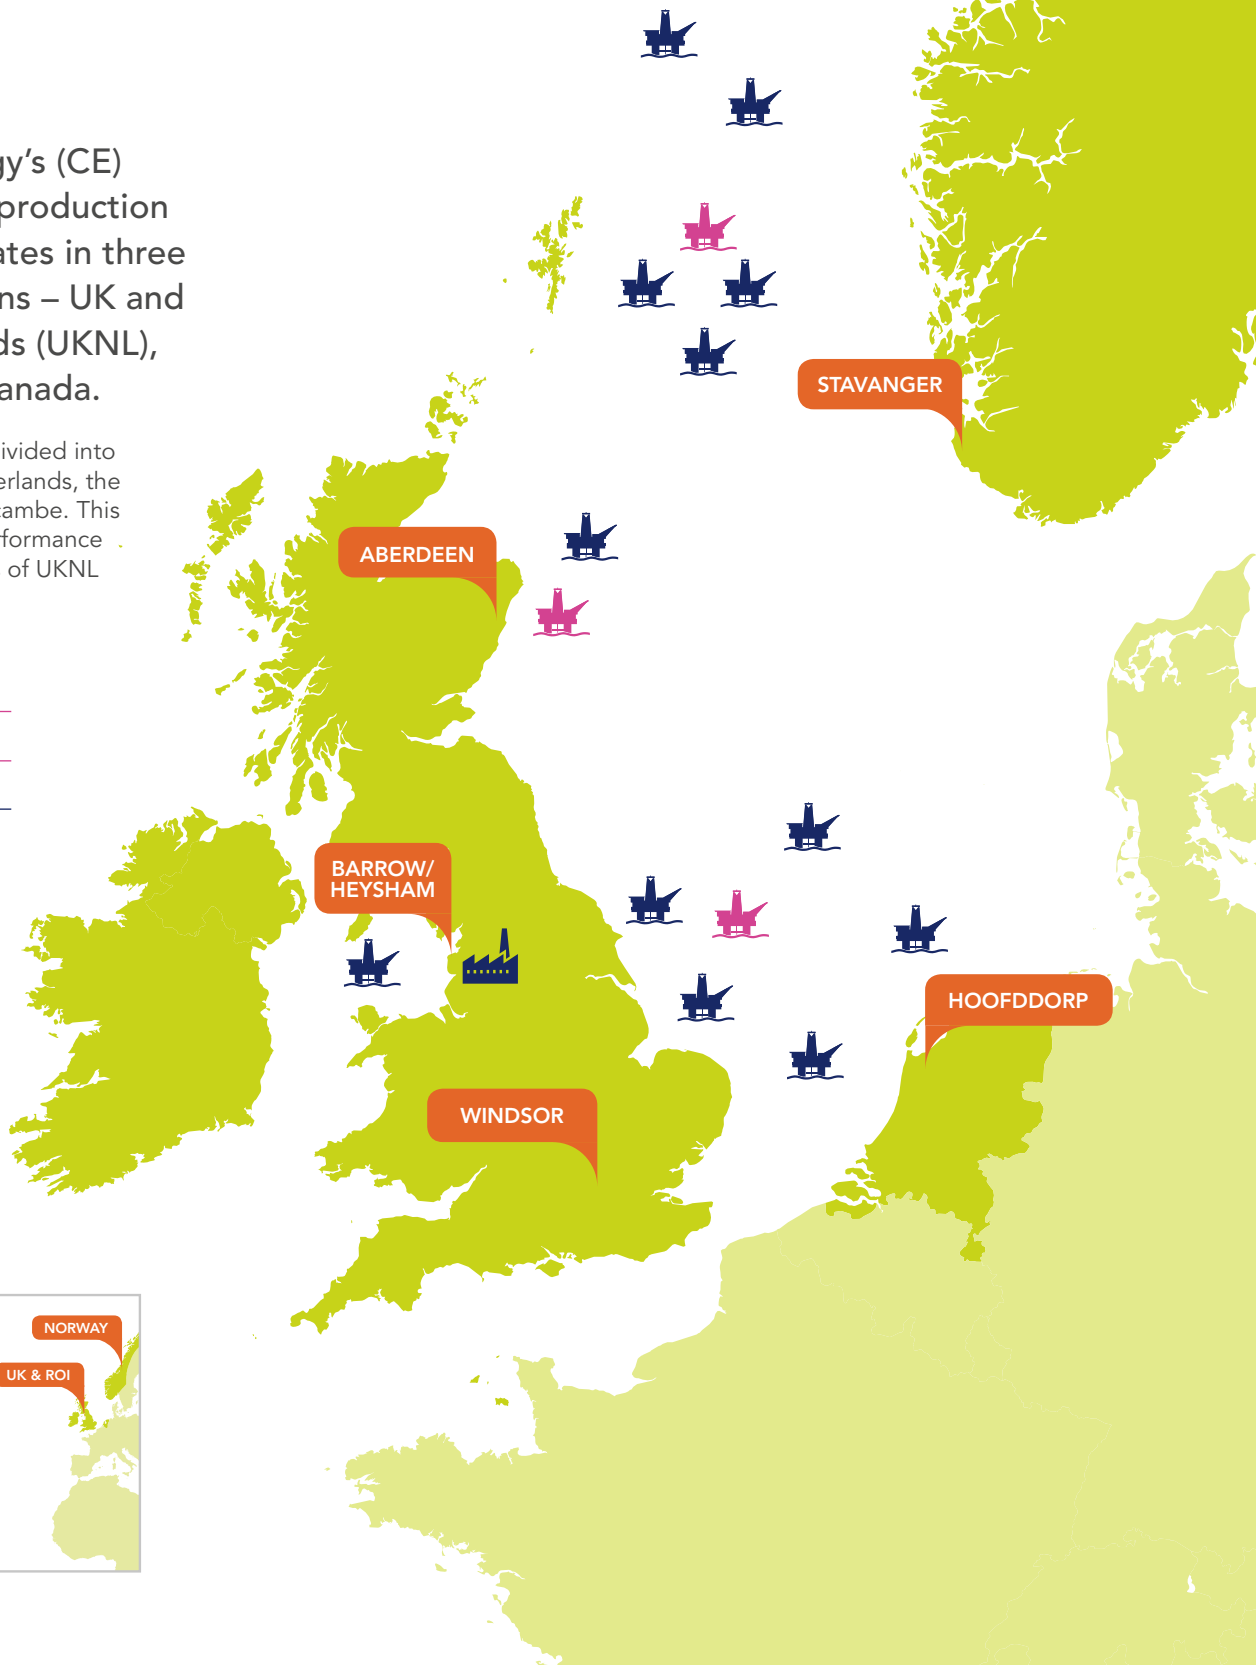 gy’s (CE)
production
ates in three
ns – UK and
ds (UKNL),
anada.
ivided into
erlands, the
cambe. This
formance
of UKNL
STAVANGER
ABERDEEN
BARROW/
HEYSHAM
HOOFDDORP
WINDSOR
NORWAY
UK & ROI